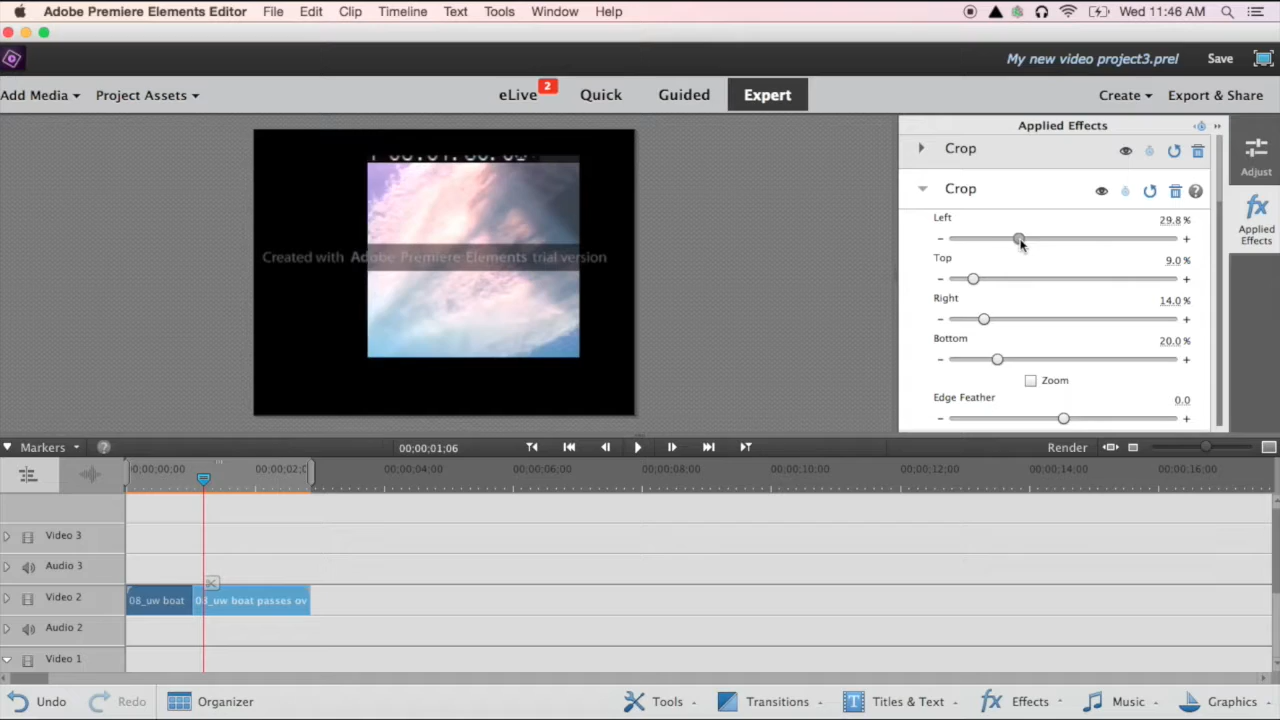 Adobe Premiere Elements Editor File Edit Clip Timeline Text Tools Window Help Wed 11:46 AM
My new video project3.prel Save
Add Media Project Assets eLive 2 Quick Guided Expert Create Export & Share
Applied Effects
Crop
Adjust
Crop
Left 29.8 %
Applied Effects
Top 9.0 %
Created with Adobe Premiere Elements trial version
Right 14.0 %
Bottom 20.0 %
Zoom
Edge Feather 0.0
Markers 00;00;01;06 Render
00;00;00 00;00;02;0 00;00;04;00 00;00;06;00 00;00;08;00 00;00;10;00 00;00;12;00 00;00;14;00 00;00;16;00
Video 3
Audio 3
Video 2 08_uw boat 08_uw boat passes ov
Audio 2
Video 1
Undo Redo Organizer Tools Transitions Titles & Text Effects Music Graphics